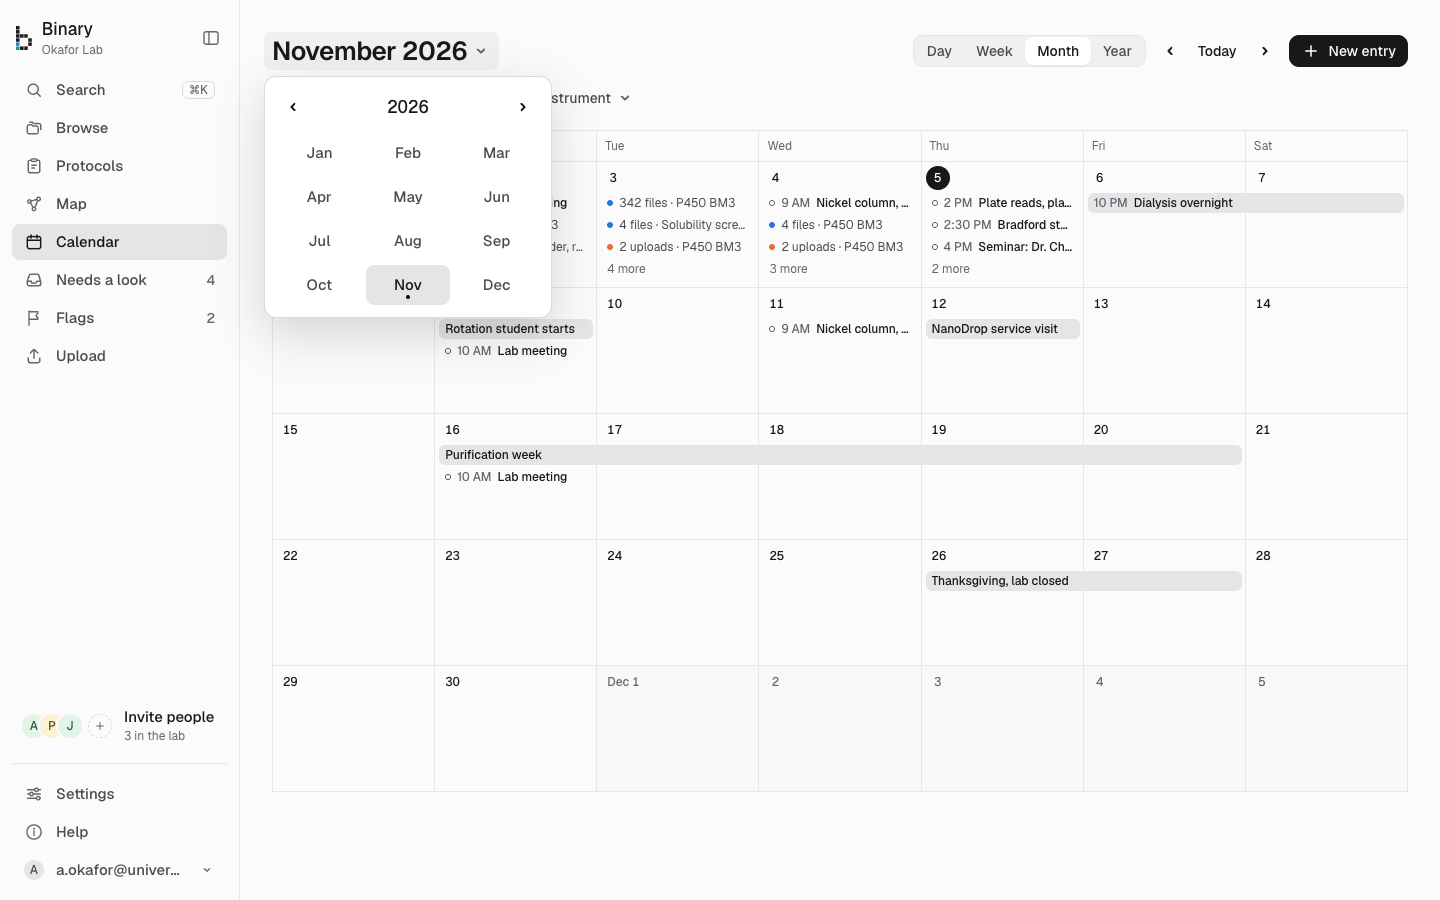 Binary
Okafor Lab
Search ⌘K
Browse
Protocols
Map
Calendar
Needs a look 4
Flags 2
Upload
A P J
Invite people
3 in the lab
Settings
Help
A a.okafor@univer...
November 2026
Day Week Month Year
Today
New entry
2026
Jan Feb Mar
Apr May Jun
Jul Aug Sep
Oct Nov Dec
Tue Wed Thu Fri Sat
3
342 files · P450 BM3
4 files · Solubility scre...
2 uploads · P450 BM3
4 more
4
9 AM Nickel column, ...
4 files · P450 BM3
2 uploads · P450 BM3
3 more
5
2 PM Plate reads, pla...
2:30 PM Bradford st...
4 PM Seminar: Dr. Ch...
2 more
6
10 PM Dialysis overnight
7
Rotation student starts
10 AM Lab meeting
10
11
9 AM Nickel column, ...
12
NanoDrop service visit
13
14
15
16
Purification week
10 AM Lab meeting
17
18
19
20
21
22
23
24
25
26
Thanksgiving, lab closed
27
28
29
30
Dec 1
2
3
4
5